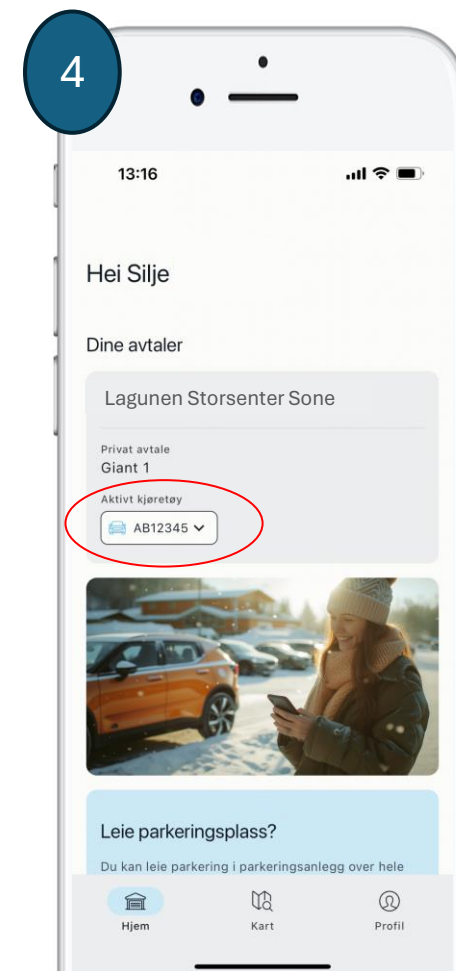 4
13:16
Hei Silje
Dine avtaler
Lagunen Storsenter Sone
Privat avtale
Giant 1
Aktivt kjøretøy
AB12345
Leie parkeringsplass?
Du kan leie parkering i parkeringsanlegg over hele
Hjem Kart Profil